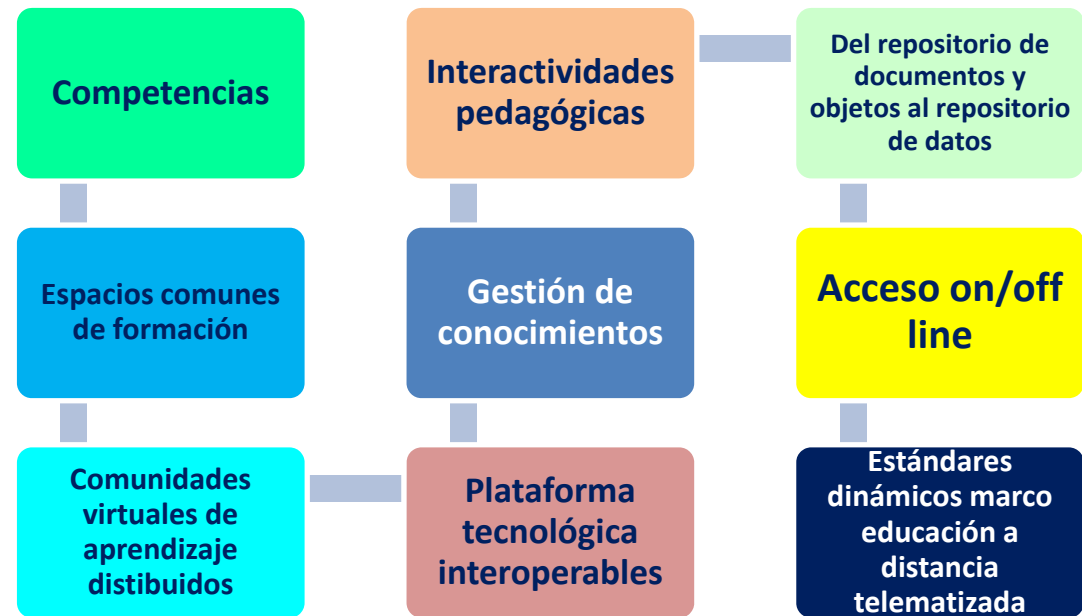 Competencias
Espacios comunes
de formación
Comunidades
virtuales de
aprendizaje
distribuidos
Plataforma
tecnológica
interoperables
Gestión de
conocimientos
Interactividades
pedagógicas
Del repositorio de
documentos y
objetos al repositorio
de datos
Acceso on/off
line
Estándares
dinámicos marco
educación a
distancia
telematizada